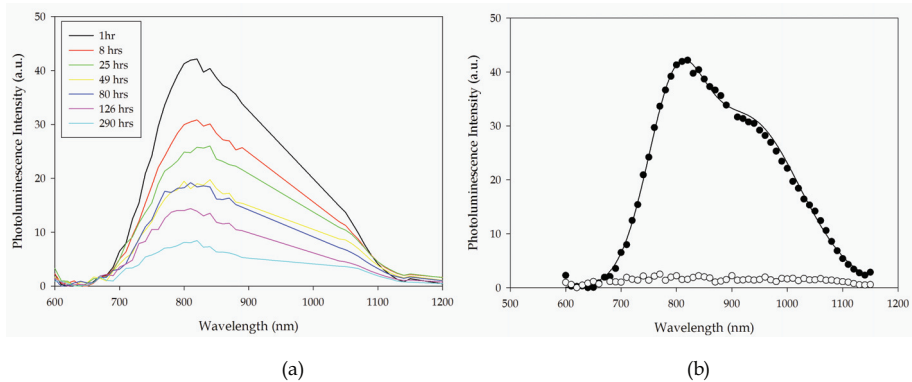 50
40
30
20
10
0
Photoluminescence Intensity (a.u.)
1hr
8 hrs
25 hrs
49 hrs
80 hrs
126 hrs
290 hrs
600 700 800 900 1000 1100 1200
Wavelength (nm)
(a)
50
40
30
20
10
0
Photoluminescence Intensity (a.u.)
500 600 700 800 900 1000 1100 1200
Wavelength (nm)
(b)